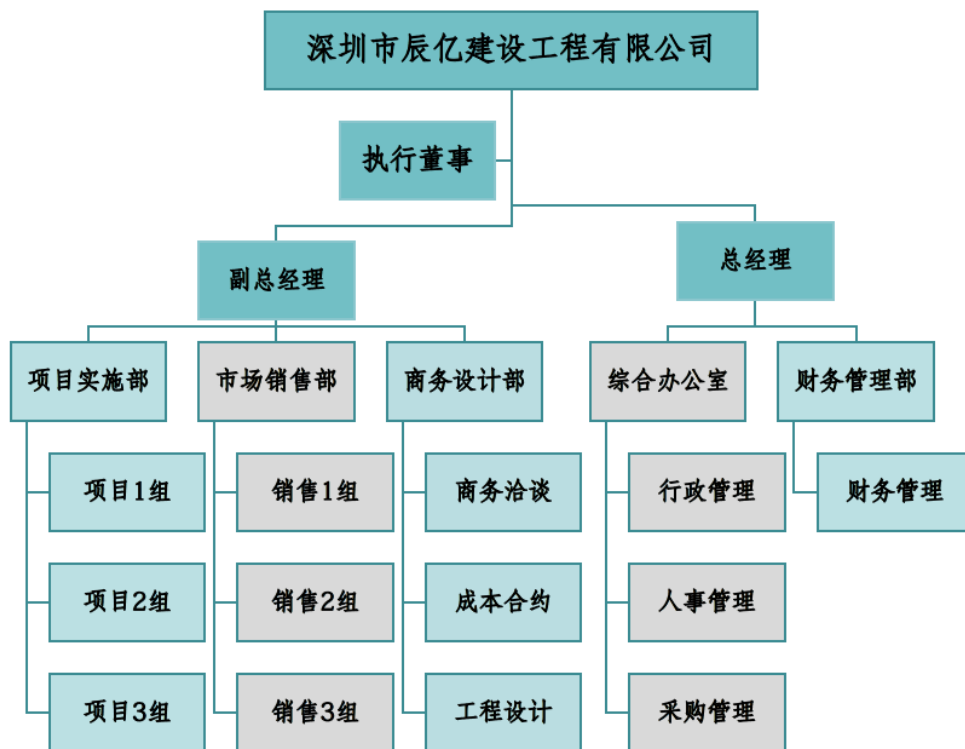 深圳市辰亿建设工程有限公司
执行董事
副总经理
总经理
项目实施部
市场销售部
商务设计部
综合办公室
财务管理部
项目1组
销售1组
商务洽谈
行政管理
财务管理
项目2组
销售2组
成本合约
人事管理
项目3组
销售3组
工程设计
采购管理